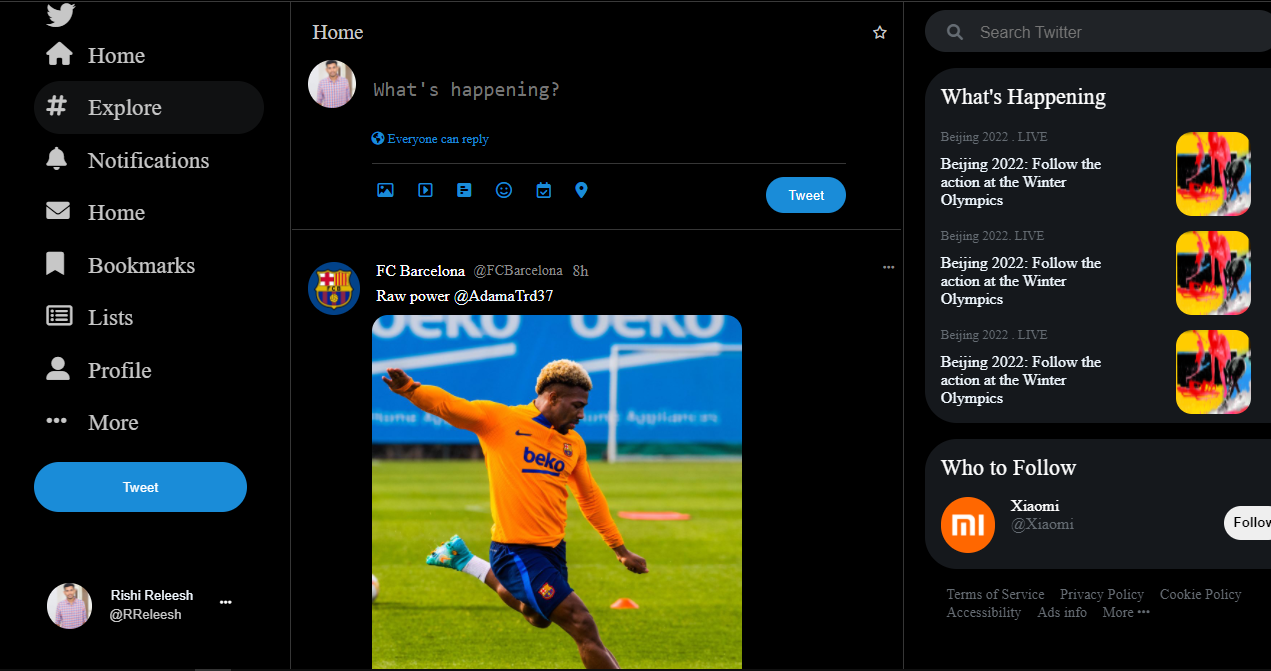 Home
Explore
Notifications
Home
Bookmarks
Lists
Profile
More
Tweet
Rishi Releesh
@RReleesh
Home
What's happening?
Everyone can reply
Tweet
FC Barcelona @FCBarcelona 8h
Raw power @AdamaTrd37
beko beko
beko
Search Twitter
What's Happening
Beijing 2022 . LIVE
Beijing 2022: Follow the
action at the Winter
Olympics
Beijing 2022. LIVE
Beijing 2022: Follow the
action at the Winter
Olympics
Beijing 2022 . LIVE
Beijing 2022: Follow the
action at the Winter
Olympics
Who to Follow
Xiaomi
@Xiaomi
Follow
Terms of Service Privacy Policy Cookie Policy
Accessibility Ads info More